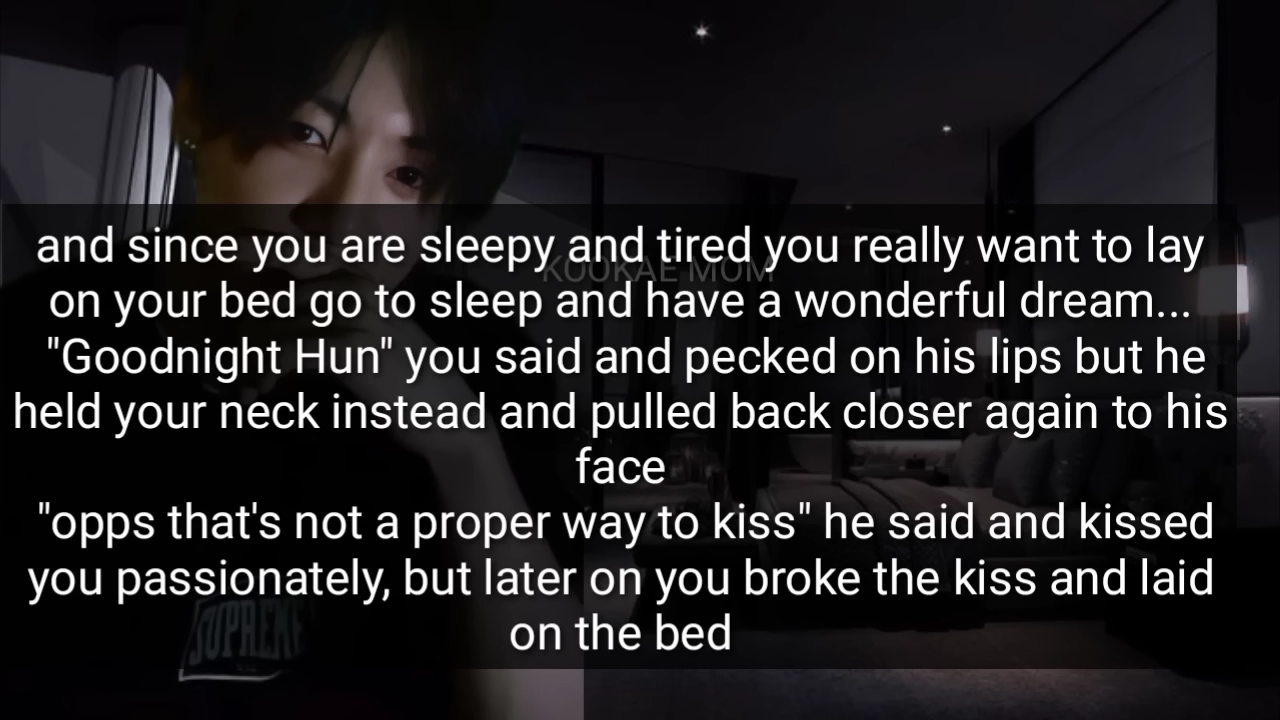 and since you are sleepy and tired you really want to lay
KOOKAE MOM
on your bed go to sleep and have a wonderful dream...
"Goodnight Hun" you said and pecked on his lips but he
held your neck instead and pulled back closer again to his
face
"opps that's not a proper way to kiss" he said and kissed
you passionately, but later on you broke the kiss and laid
on the bed
SUPREME